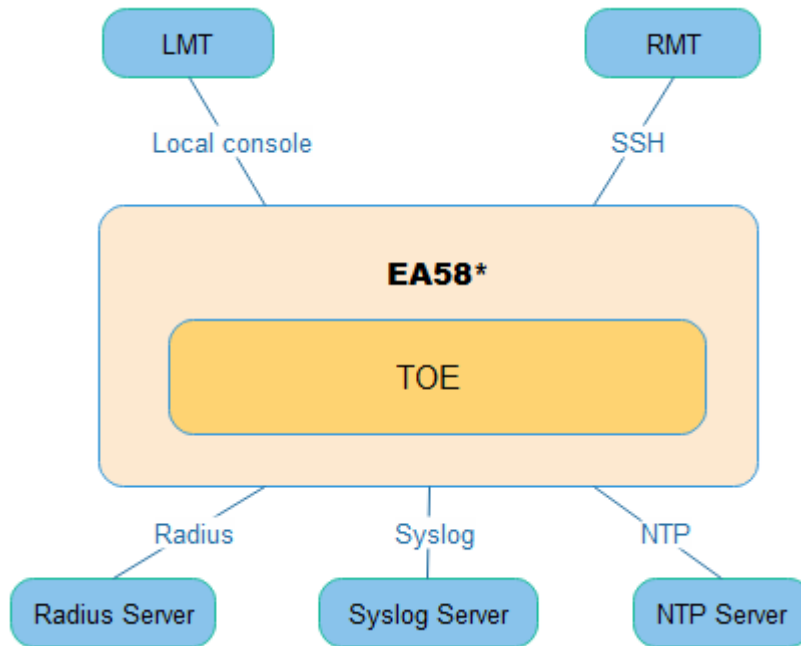 LMT
RMT
Local console
SSH
EA58*
TOE
Radius
Syslog
NTP
Radius Server
Syslog Server
NTP Server